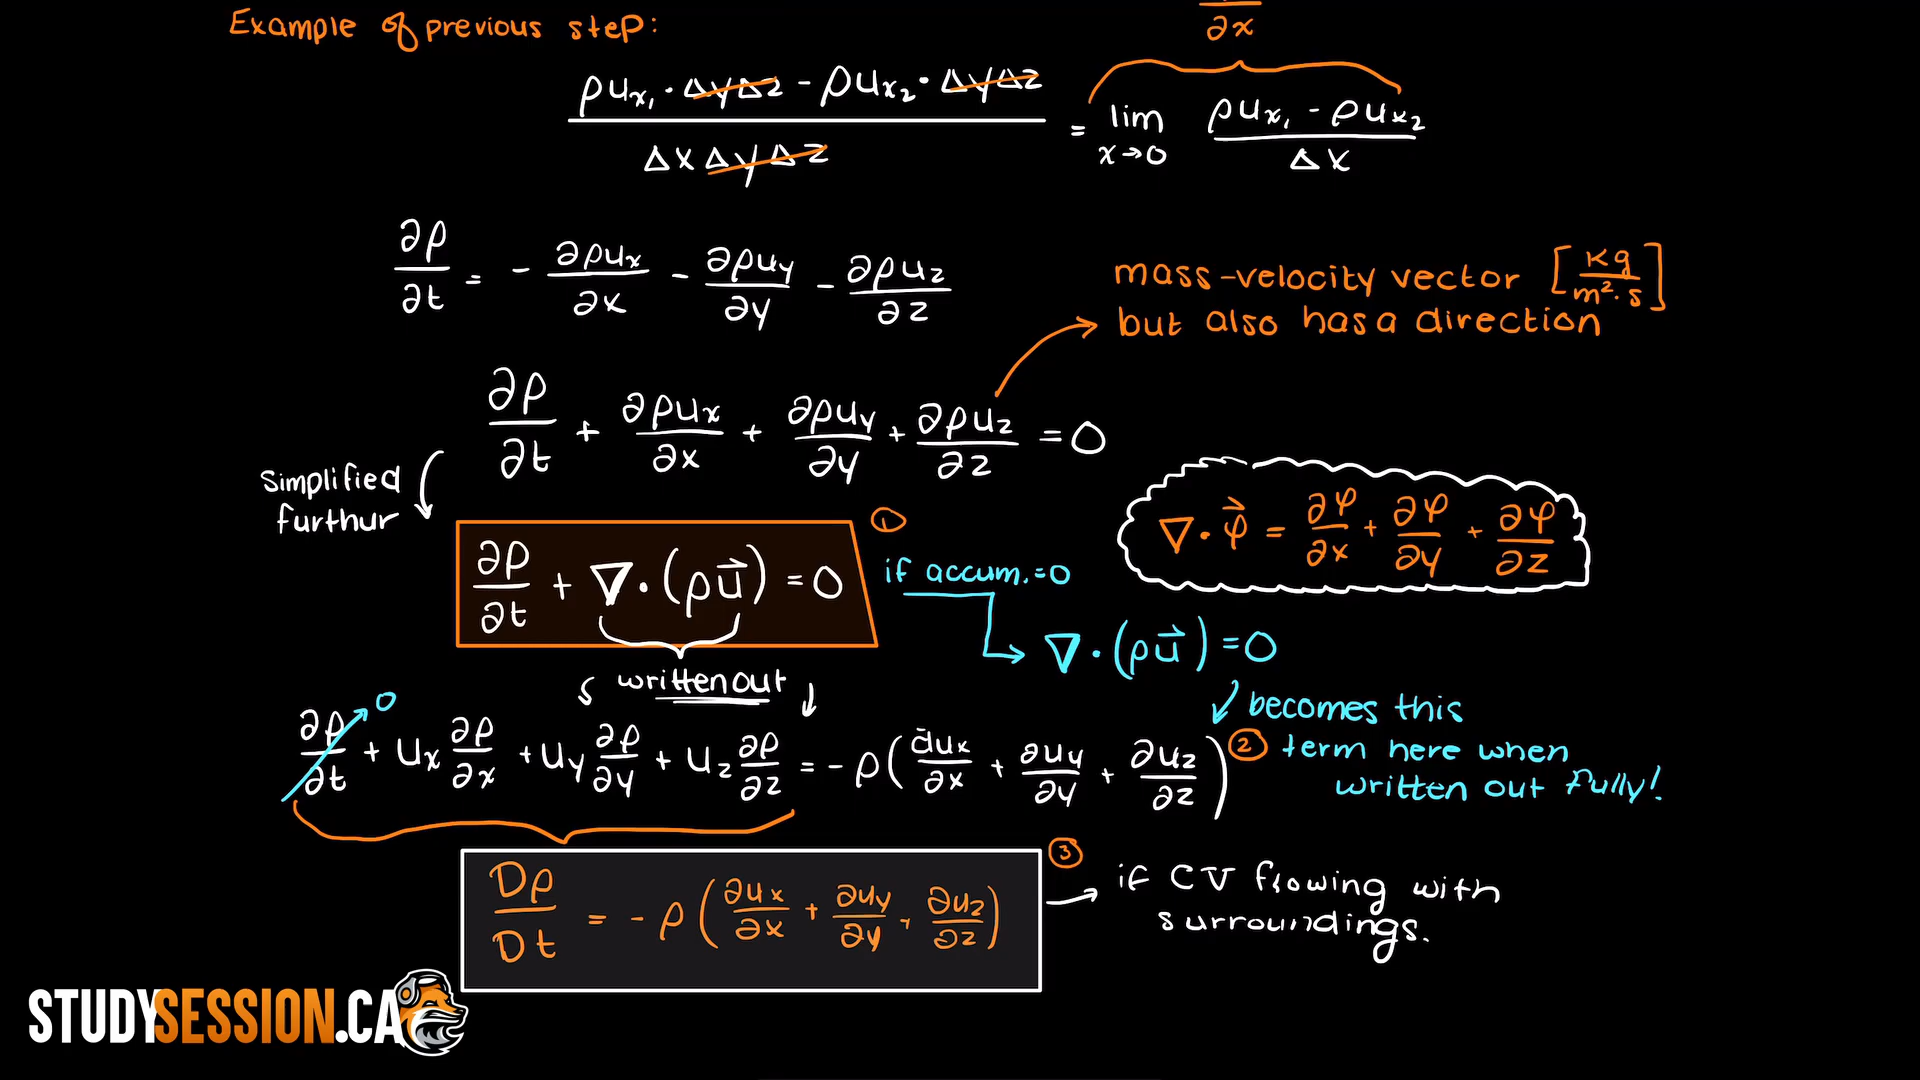 Example of previous step:
∂x
ρux₁ · ΔyΔz - ρux₂ · ΔyΔz
ΔxΔyΔz
= lim x→0
ρux₁ - ρux₂
Δx
∂ρ/∂t = - ∂ρux/∂x - ∂ρuy/∂y - ∂ρuz/∂z
mass-velocity vector [kg/m²·s]
but also has a direction
∂ρ/∂t + ∂ρux/∂x + ∂ρuy/∂y + ∂ρuz/∂z = 0
Simplified
furthur
∇·φ⃗ = ∂φ/∂x + ∂φ/∂y + ∂φ/∂z
∂ρ/∂t + ∇·(ρu⃗) = 0
①
if accum.=0
∇·(ρu⃗) = 0
written out
becomes this
term here when
written out fully!
0
∂ρ/∂t + ux ∂ρ/∂x + uy ∂ρ/∂y + uz ∂ρ/∂z = -ρ(∂ux/∂x + ∂uy/∂y + ∂uz/∂z) ②
Dρ/Dt = -ρ(∂ux/∂x + ∂uy/∂y + ∂uz/∂z) ③
if CV flowing with
surroundings.
STUDYSESSION.CA